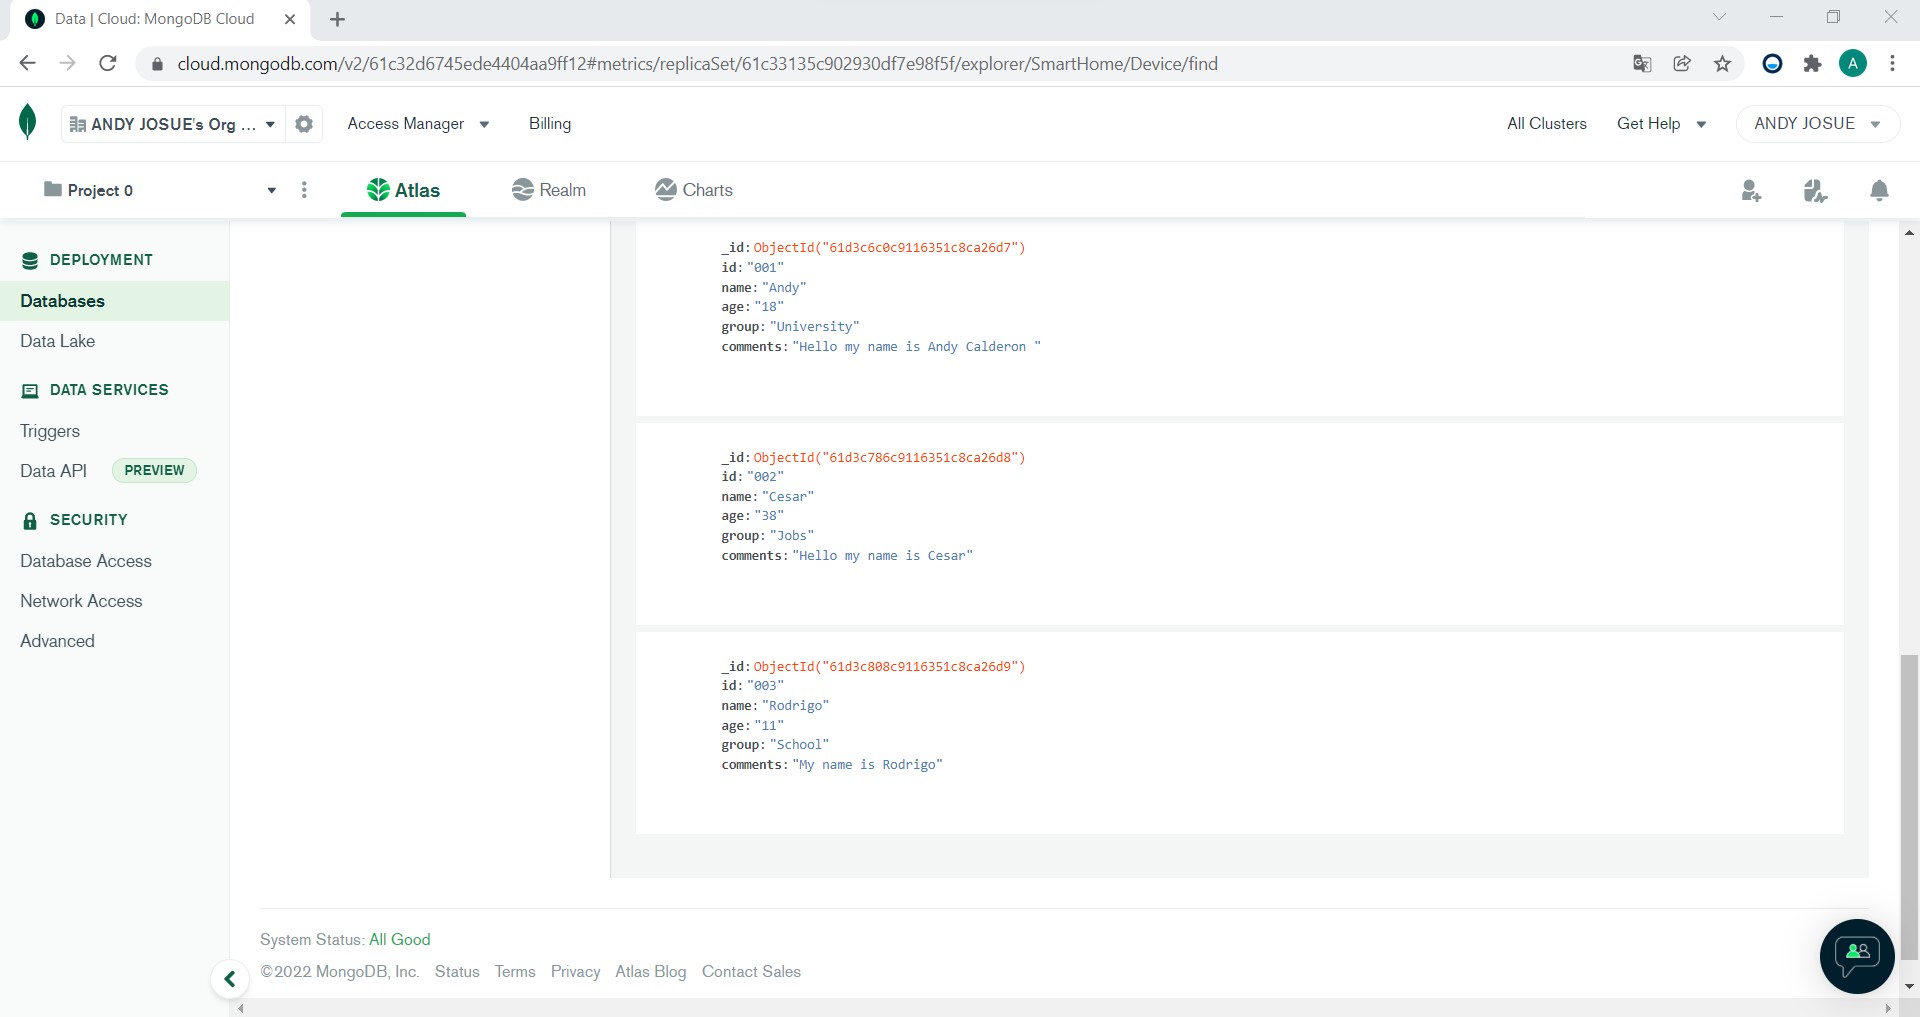 Data | Cloud: MongoDB Cloud
cloud.mongodb.com/v2/61c32d6745ede4404aa9ff12#metrics/replicaSet/61c33135c902930df7e98f5f/explorer/SmartHome/Device/find
A
ANDY JOSUE's Org ...
Access Manager
Billing
All Clusters
Get Help
ANDY JOSUE
Project 0
Atlas
Realm
Charts
DEPLOYMENT
Databases
Data Lake
DATA SERVICES
Triggers
Data API PREVIEW
SECURITY
Database Access
Network Access
Advanced
_id: ObjectId("61d3c6c0c9116351c8ca26d7")
id: "001"
name: "Andy"
age: "18"
group: "University"
comments: "Hello my name is Andy Calderon "
_id: ObjectId("61d3c786c9116351c8ca26d8")
id: "002"
name: "Cesar"
age: "38"
group: "Jobs"
comments: "Hello my name is Cesar"
_id: ObjectId("61d3c808c9116351c8ca26d9")
id: "003"
name: "Rodrigo"
age: "11"
group: "School"
comments: "My name is Rodrigo"
System Status: All Good
©2022 MongoDB, Inc. Status Terms Privacy Atlas Blog Contact Sales